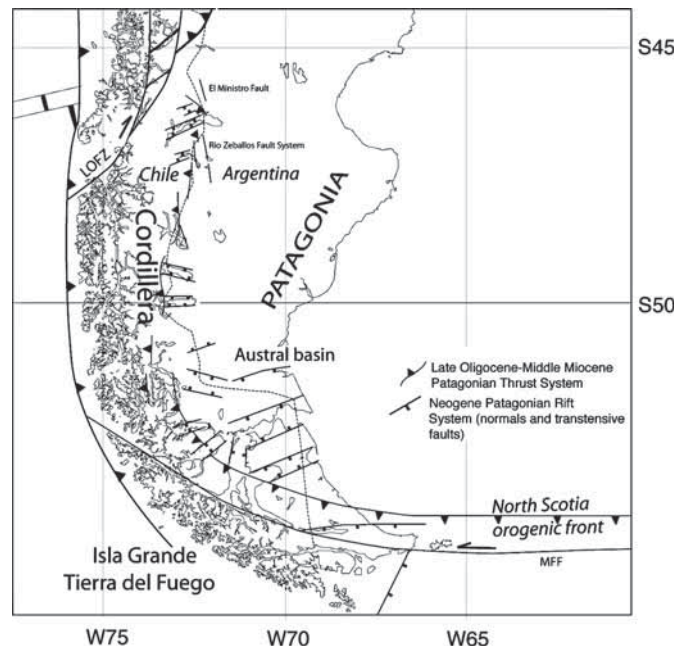 S45
El Ministro Fault
Rio Zeballos Fault System
LOFZ
Chile
Argentina
Cordillera
PATAGONIA
S50
Austral basin
Late Oligocene-Middle Miocene
Patagonian Thrust System
Neogene Patagonian Rift
System (normals and transtensive
faults)
North Scotia
orogenic front
MFF
Isla Grande
Tierra del Fuego
W75
W70
W65